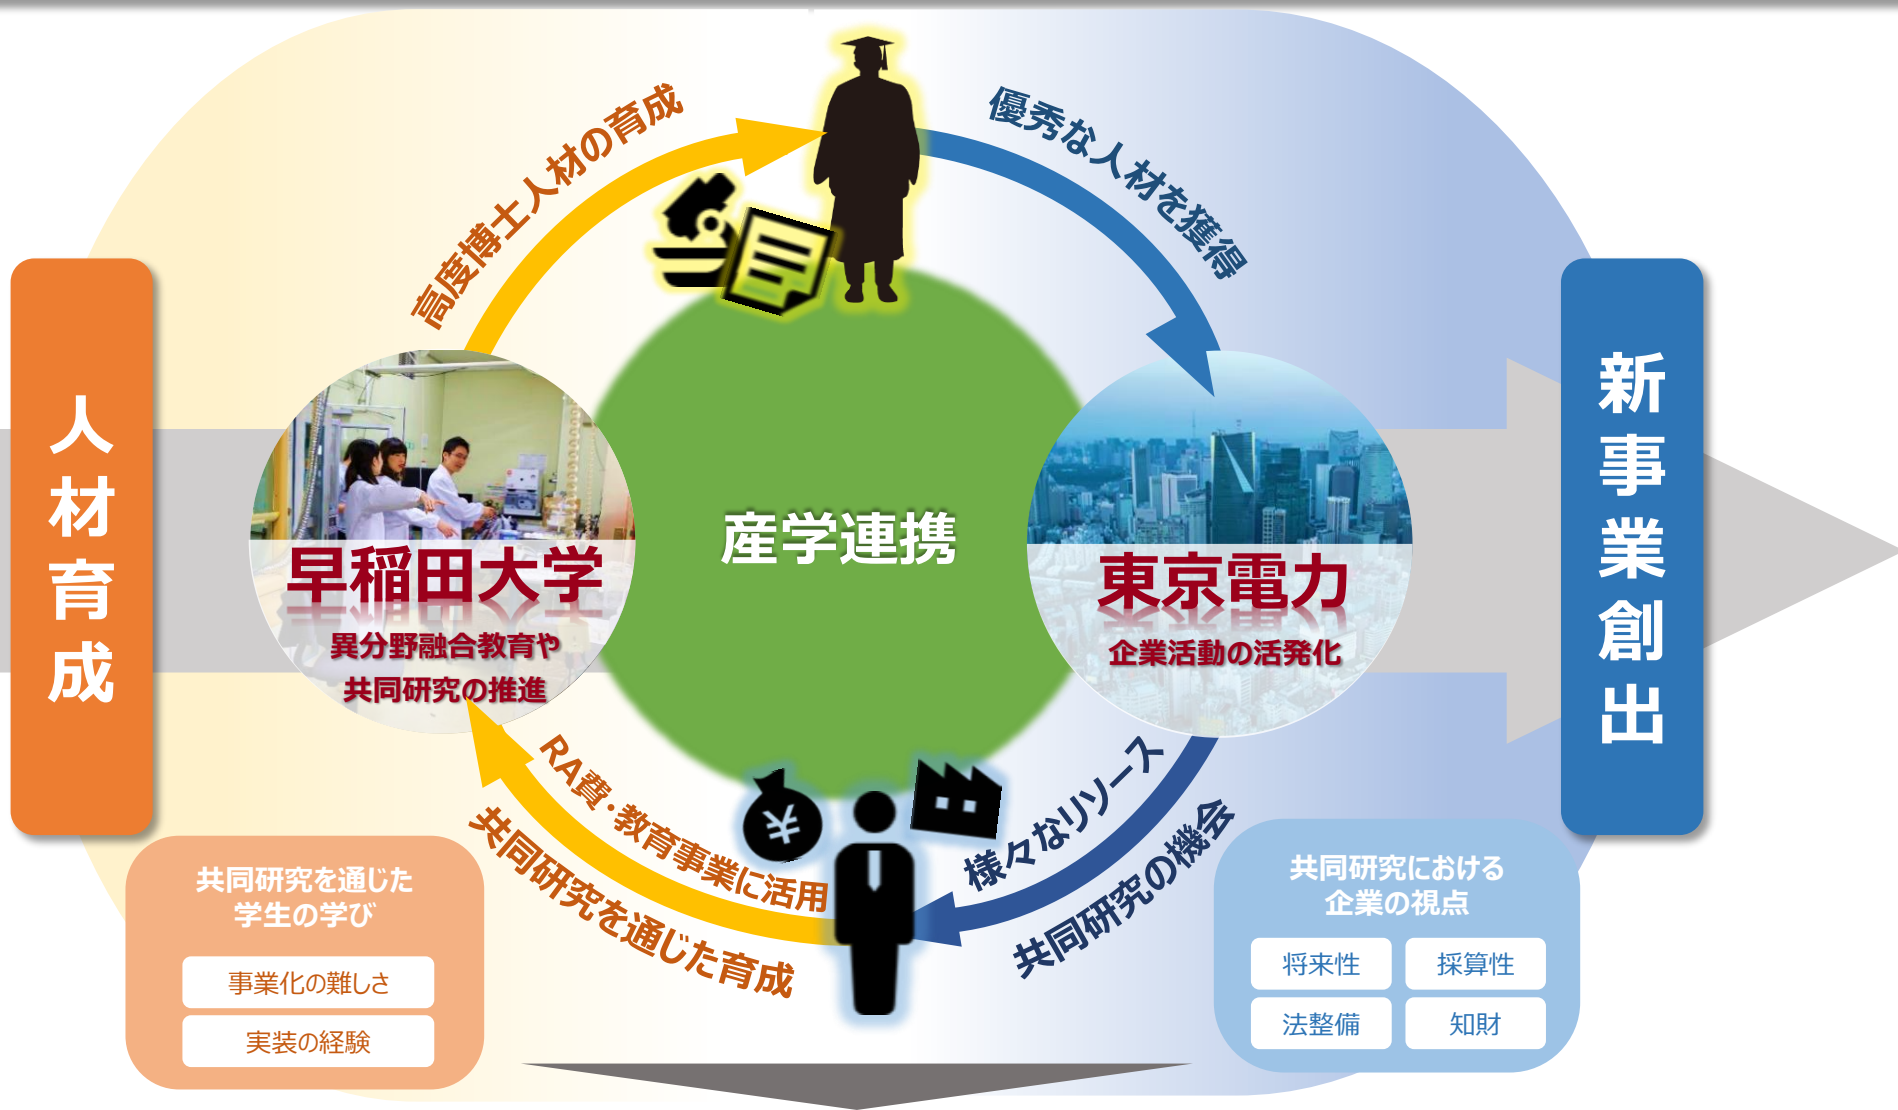 高度博士人材の育成
優秀な人材を獲得
人材育成
新事業創出
産学連携
早稲田大学
異分野融合教育や
共同研究の推進
東京電力
企業活動の活発化
RA費・教育事業に活用
共同研究を通じた育成
¥
様々なリソース
共同研究の機会
共同研究を通じた
学生の学び
事業化の難しさ
実装の経験
共同研究における
企業の視点
将来性
採算性
法整備
知財